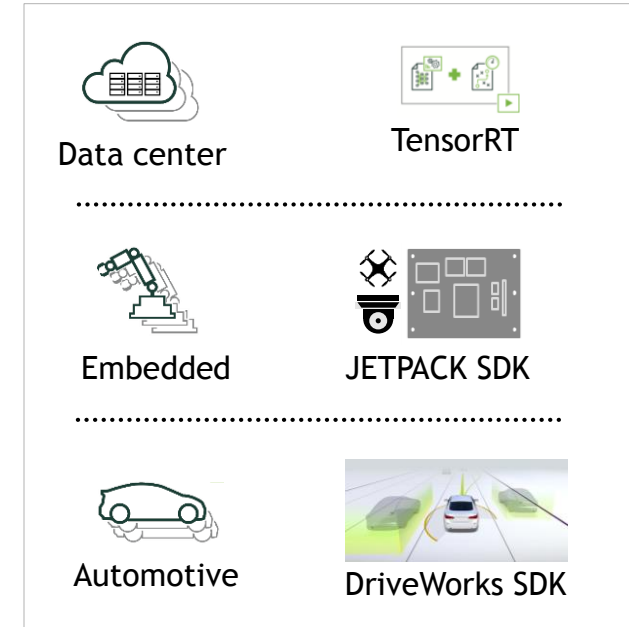 Data center
TensorRT
Embedded
JETPACK SDK
Automotive
DriveWorks SDK